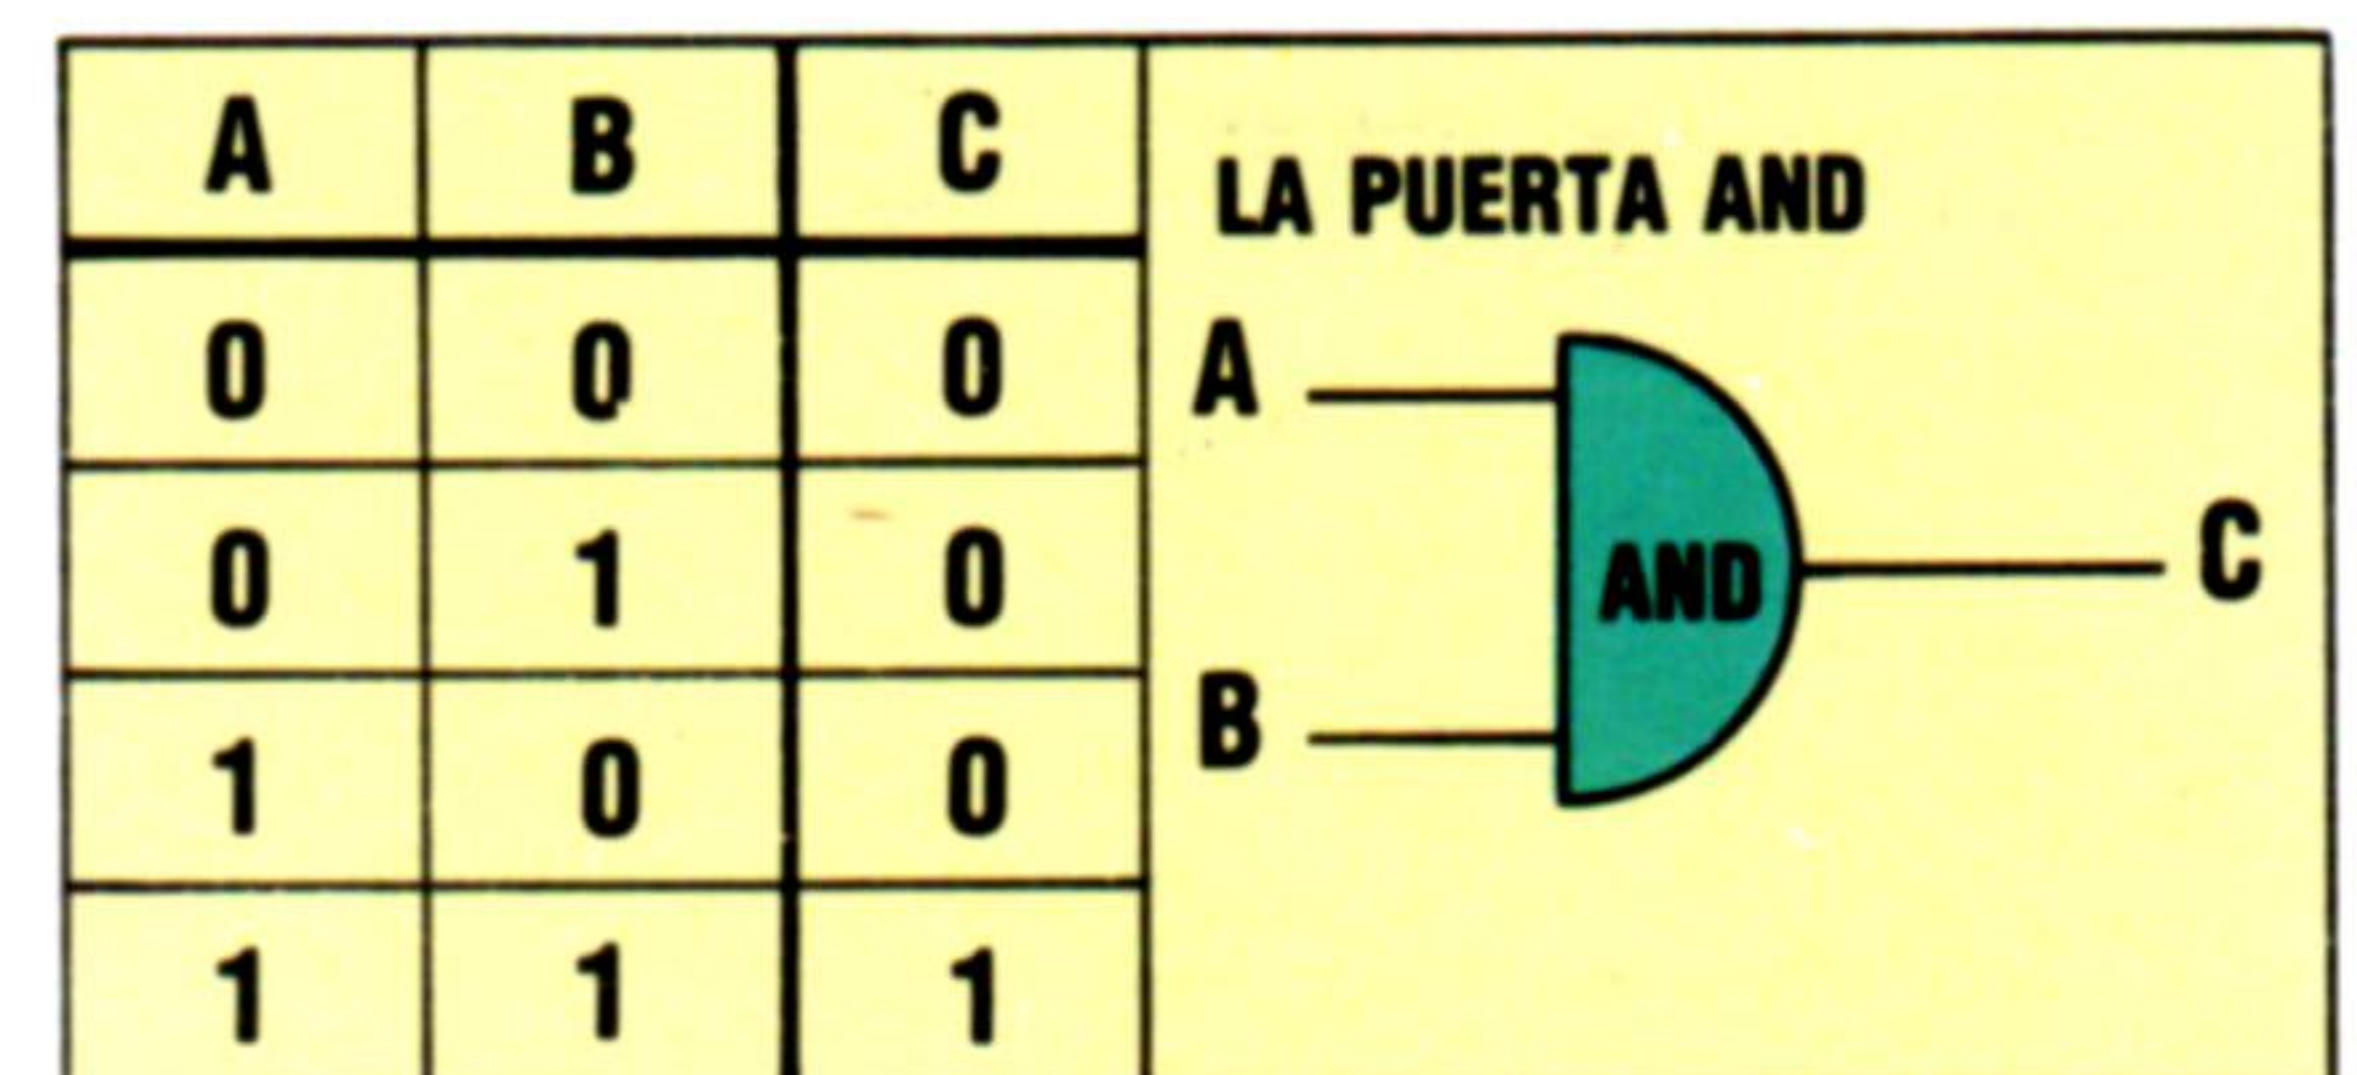 A B C
0 0 0
0 1 0
1 0 0
1 1 1
LA PUERTA AND
A
AND
C
B